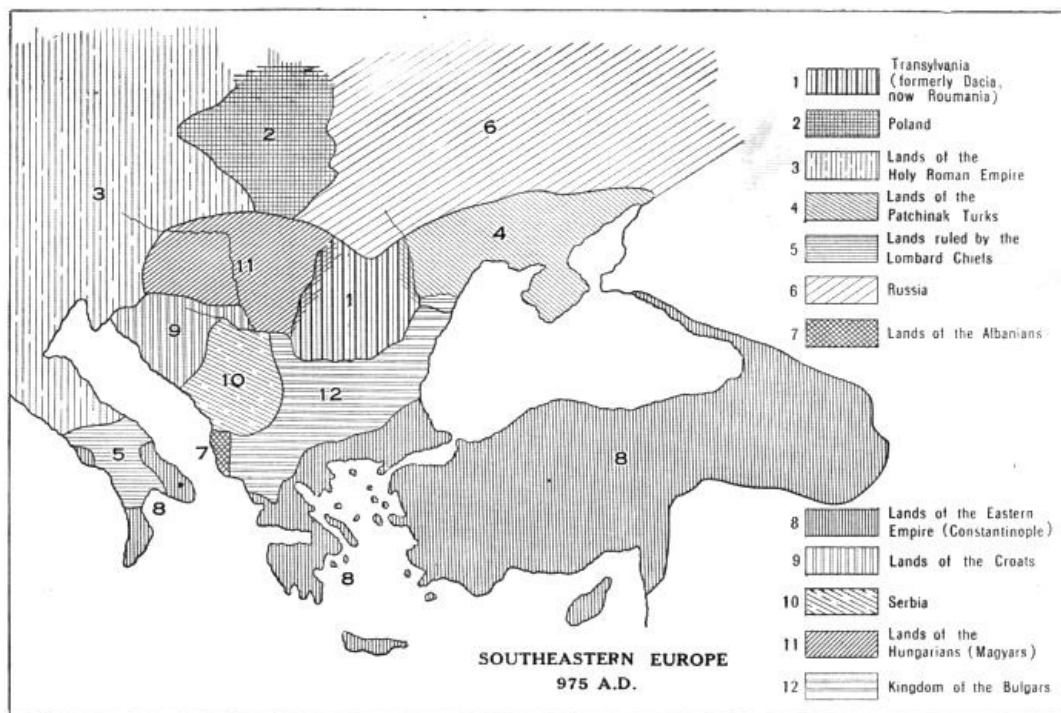 1 Transylvania
(formerly Dacia,
now Roumania)
2 Poland
3 Lands of the
Holy Roman Empire
4 Lands of the
Patchinak Turks
5 Lands ruled by the
Lombard Chiefs
6 Russia
7 Lands of the Albanians
8 Lands of the Eastern
Empire (Constantinople)
9 Lands of the Croats
10 Serbia
11 Lands of the
Hungarians (Magyars)
12 Kingdom of the Bulgars
2
6
3
4
11
1
9
10
12
5
7
8
8
8
SOUTHEASTERN EUROPE
975 A.D.